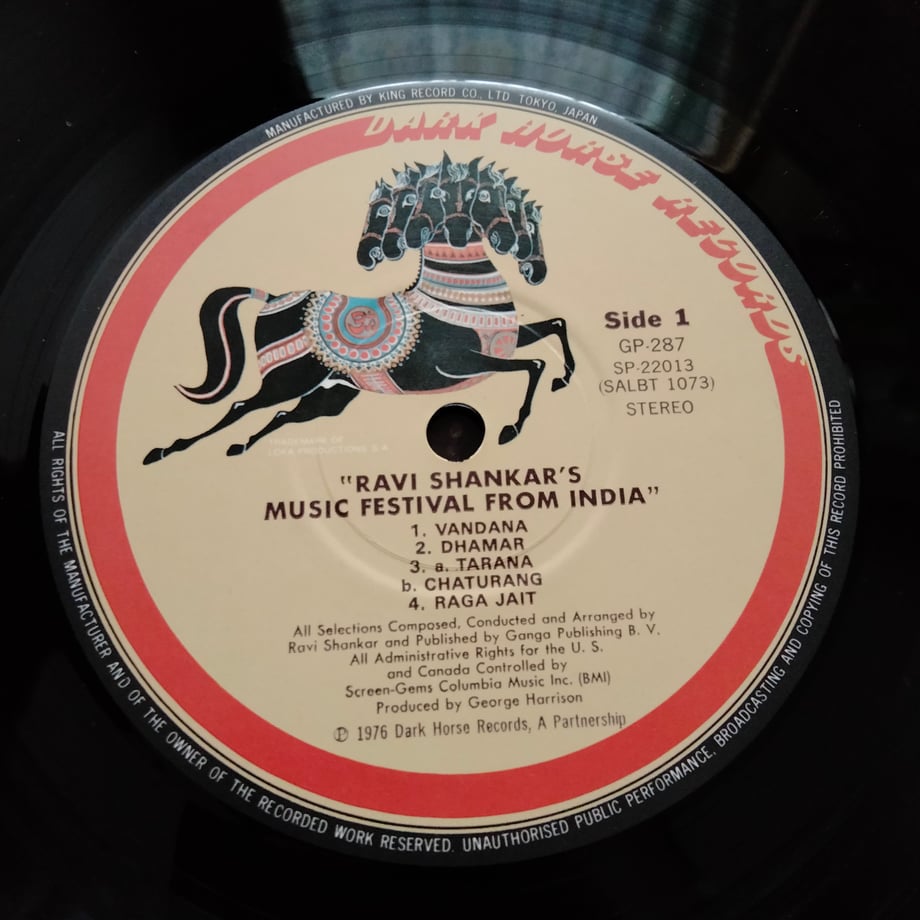 MANUFACTURED BY KING RECORD CO., LTD. TOKYO, JAPAN
DARK HORSE RECORDS
Side 1
GP-287
SP-22013
(SALBT 1073)
STEREO
TRADEMARK OF
LOKA PRODUCTIONS S.A.
"RAVI SHANKAR'S
MUSIC FESTIVAL FROM INDIA"
1. VANDANA
2. DHAMAR
3. a. TARANA
b. CHATURANG
4. RAGA JAIT
All Selections Composed, Conducted and Arranged by
Ravi Shankar and Published by Ganga Publishing B. V.
All Administrative Rights for the U. S.
and Canada Controlled by
Screen-Gems Columbia Music Inc. (BMI)
Produced by George Harrison
℗ 1976 Dark Horse Records, A Partnership
ALL RIGHTS OF THE MANUFACTURER AND OF THE OWNER OF THE RECORDED WORK RESERVED. UNAUTHORISED PUBLIC PERFORMANCE, BROADCASTING AND COPYING OF THIS RECORD PROHIBITED